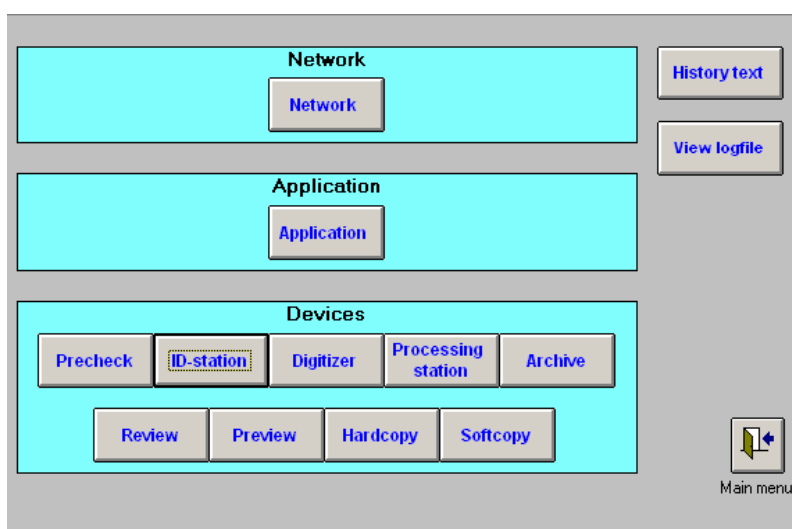 Network
Network
History text
View logfile
Application
Application
Devices
Precheck
ID-station
Digitizer
Processing
station
Archive
Review
Preview
Hardcopy
Softcopy
Main menu